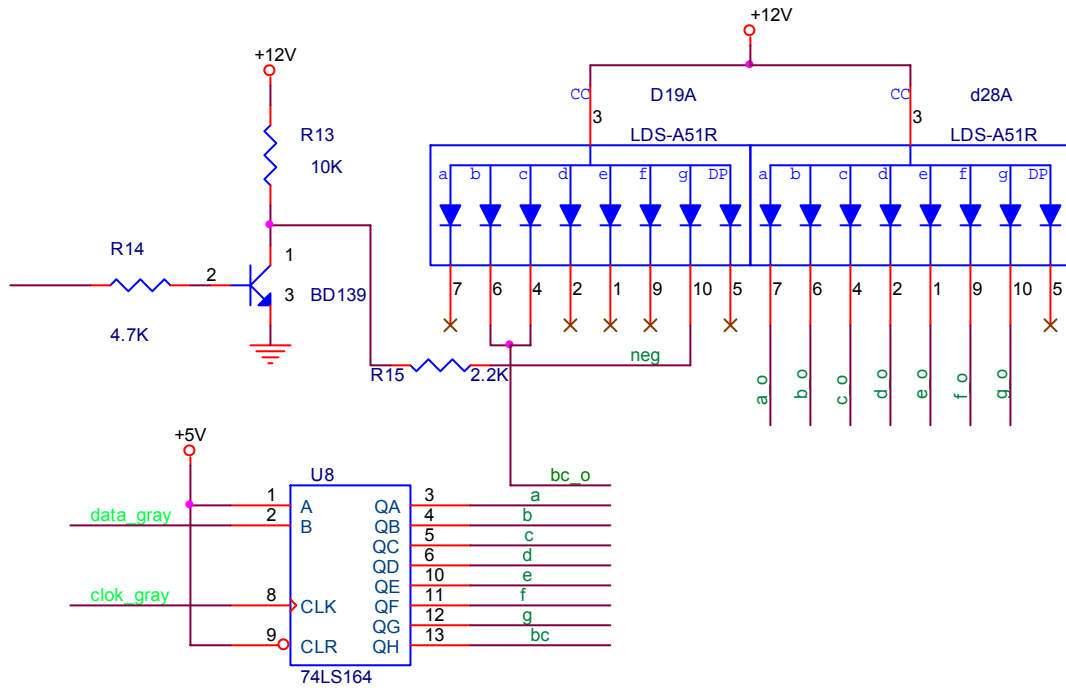 +12V
+12V
CC
D19A
CC
d28A
3
3
R13
LDS-A51R
LDS-A51R
10K
a b c d e f g DP
a b c d e f g DP
R14
1
2
3
BD139
7 6 4 2 1 9 10 5
7 6 4 2 1 9 10 5
4.7K
neg
R15
2.2K
a_o
b_o
c_o
d_o
e_o
f_o
g_o
+5V
U8
bc_o
1
A
QA
3
a
data_gray
2
B
QB
4
b
QC
5
c
QD
6
d
QE
10
e
clok_gray
8
CLK
QF
11
f
QG
12
g
9
CLR
QH
13
bc
74LS164